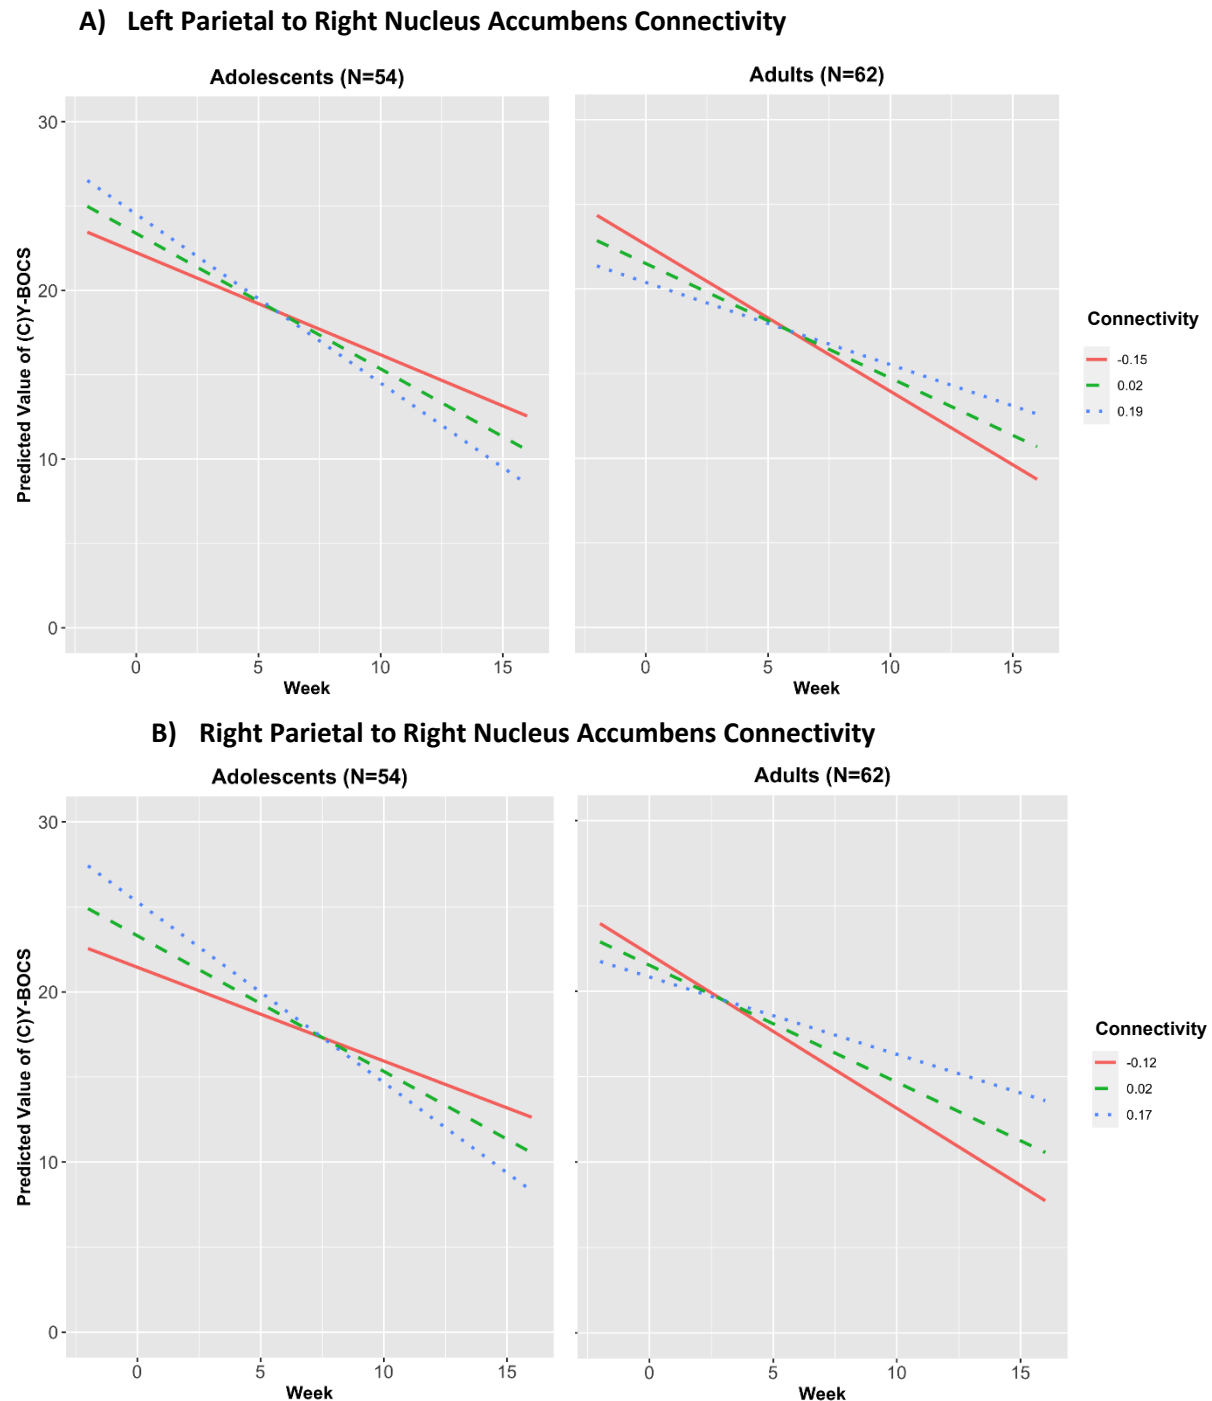 A) Left Parietal to Right Nucleus Accumbens Connectivity
Adolescents (N=54)
Adults (N=62)
Predicted Value of (C)Y-BOCS
30
20
10
0
0 5 10 15
Week
0 5 10 15
Week
Connectivity
-0.15
0.02
0.19
B) Right Parietal to Right Nucleus Accumbens Connectivity
Adolescents (N=54)
Adults (N=62)
Predicted Value of (C)Y-BOCS
30
20
10
0
0 5 10 15
Week
0 5 10 15
Week
Connectivity
-0.12
0.02
0.17